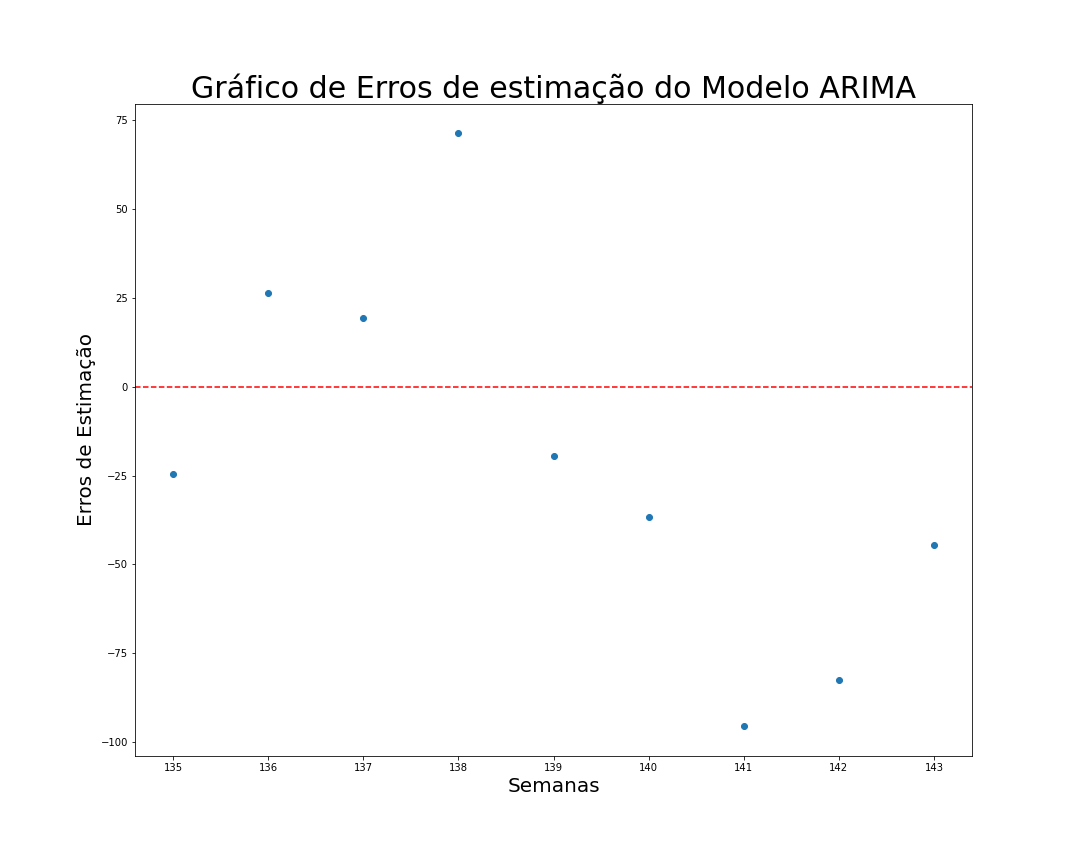 Gráfico de Erros de estimação do Modelo ARIMA
75
50
25
0
−25
−50
−75
−100
Erros de Estimação
135 136 137 138 139 140 141 142 143
Semanas